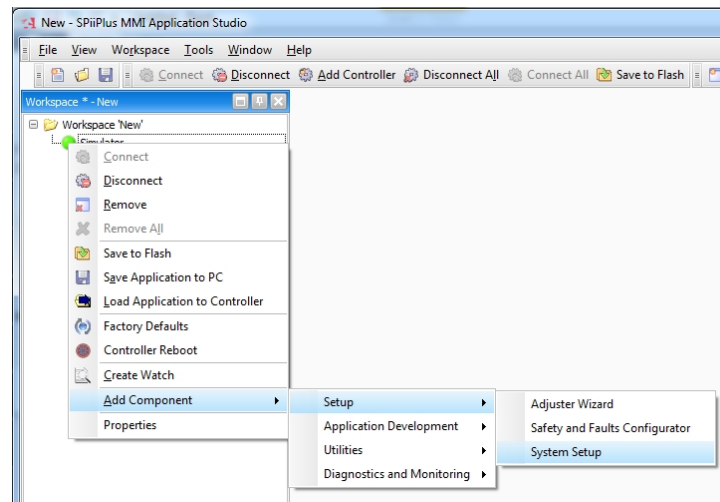 New - SPiiPlus MMI Application Studio
File View Workspace Tools Window Help
Connect Disconnect Add Controller Disconnect All Connect All Save to Flash
Workspace * - New
Workspace 'New'
Simulator
Connect
Disconnect
Remove
Remove All
Save to Flash
Save Application to PC
Load Application to Controller
Factory Defaults
Controller Reboot
Create Watch
Add Component
Properties
Setup
Application Development
Utilities
Diagnostics and Monitoring
Adjuster Wizard
Safety and Faults Configurator
System Setup